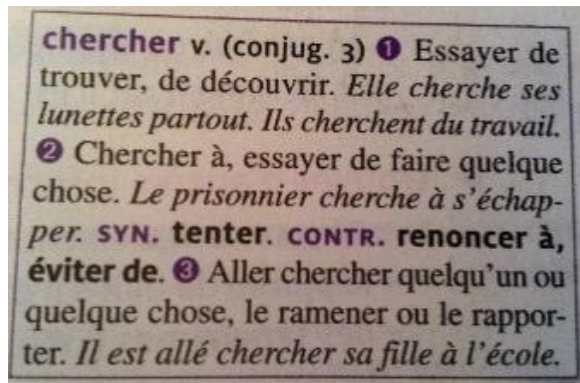 chercher v. (conjug. 3) ❶ Essayer de
trouver, de découvrir. Elle cherche ses
lunettes partout. Ils cherchent du travail.
❷ Chercher à, essayer de faire quelque
chose. Le prisonnier cherche à s'échap-
per. SYN. tenter. CONTR. renoncer à,
éviter de. ❸ Aller chercher quelqu'un ou
quelque chose, le ramener ou le rappor-
ter. Il est allé chercher sa fille à l'école.